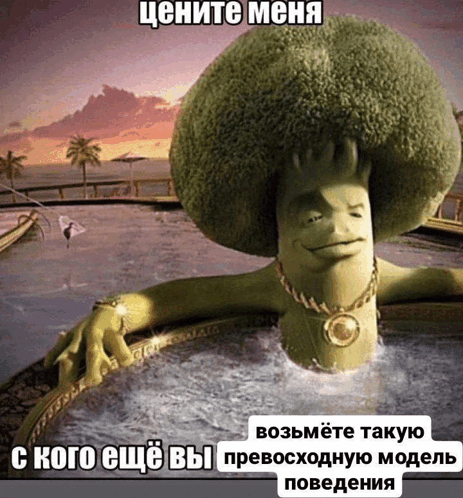 цените меня
с кого ещё вы
возьмёте такую
превосходную модель
поведения